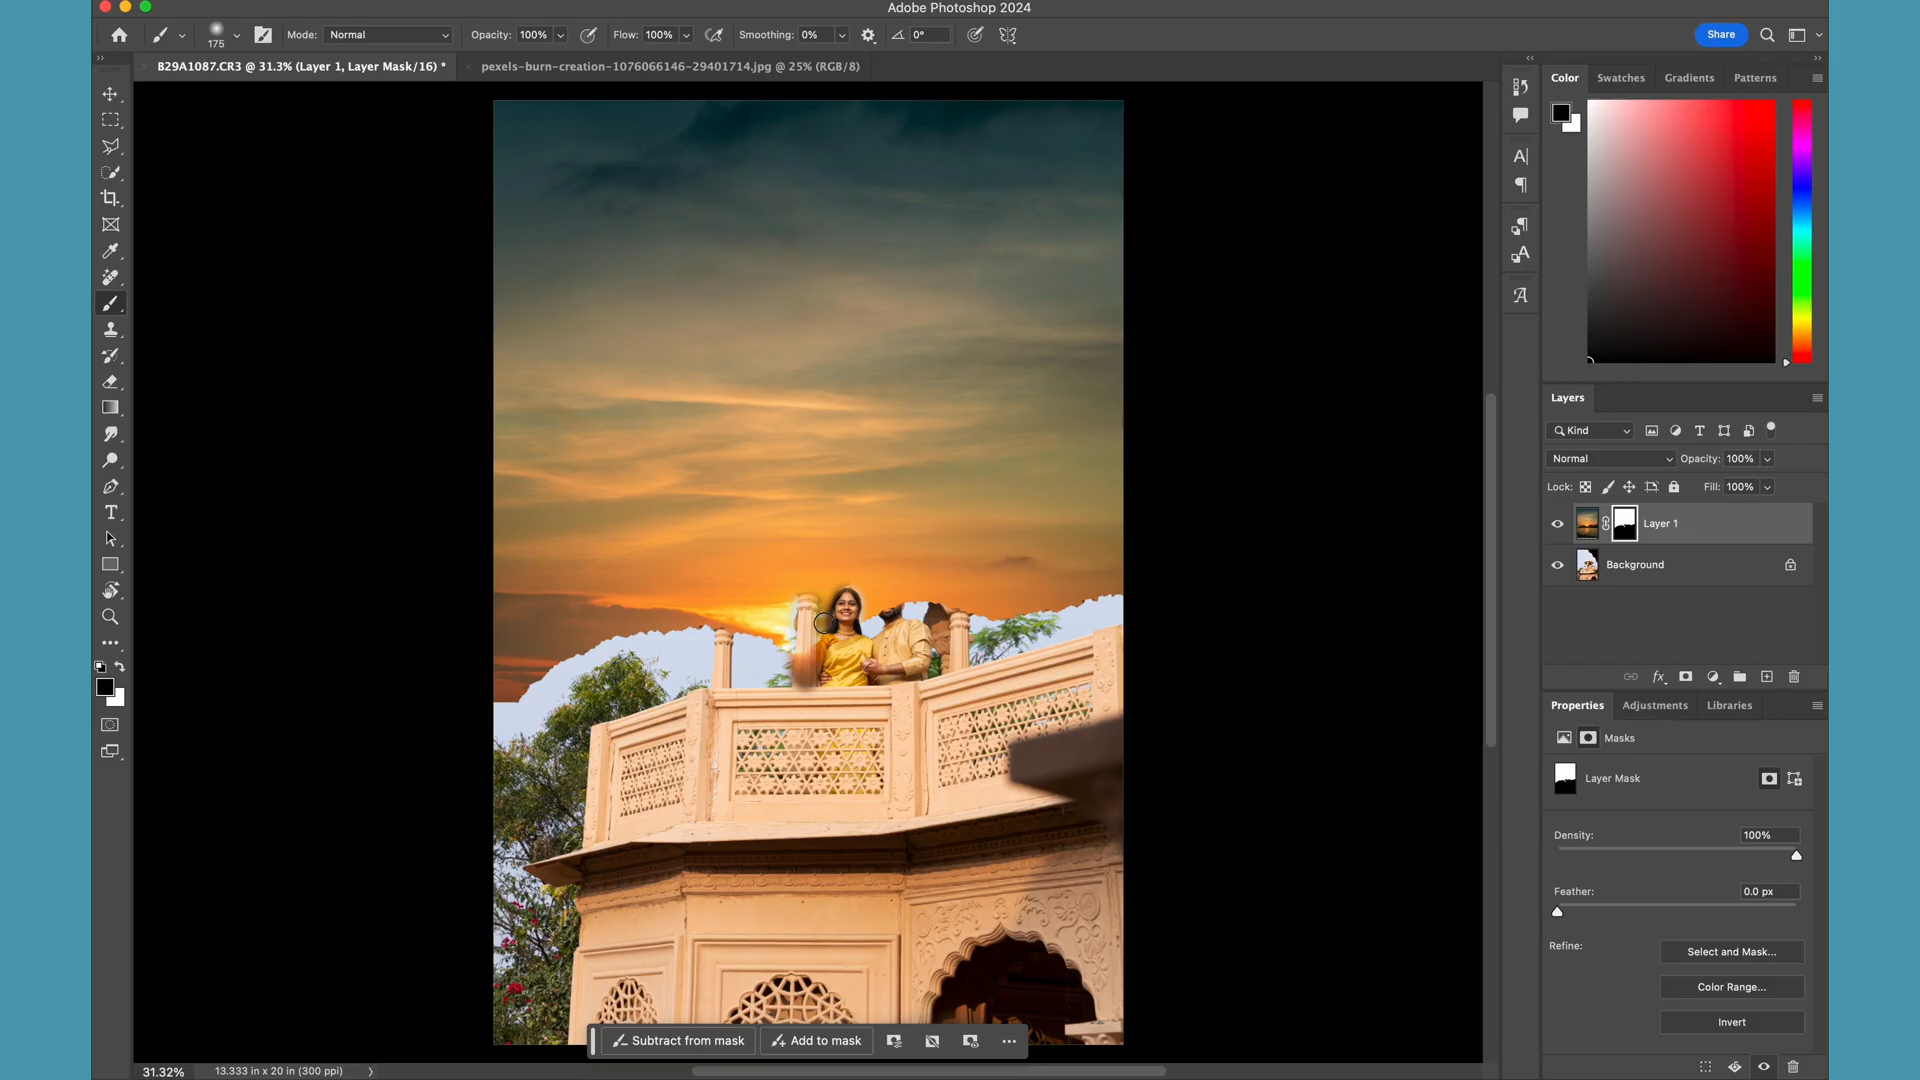 Adobe Photoshop 2024
175
Mode: Normal
Opacity: 100%
Flow: 100%
Smoothing: 0%
0°
Share
B29A1087.CR3 @ 31.3% (Layer 1, Layer Mask/16) *
pexels-burn-creation-1076066146-29401714.jpg @ 25% (RGB/8)
Color Swatches Gradients Patterns
Layers
Kind
Normal Opacity: 100%
Lock: Fill: 100%
Layer 1
Background
fx
Properties Adjustments Libraries
Masks
Layer Mask
Density: 100%
Feather: 0.0 px
Refine:
Select and Mask...
Color Range...
Invert
Subtract from mask
Add to mask
31.32%
13.333 in x 20 in (300 ppi)